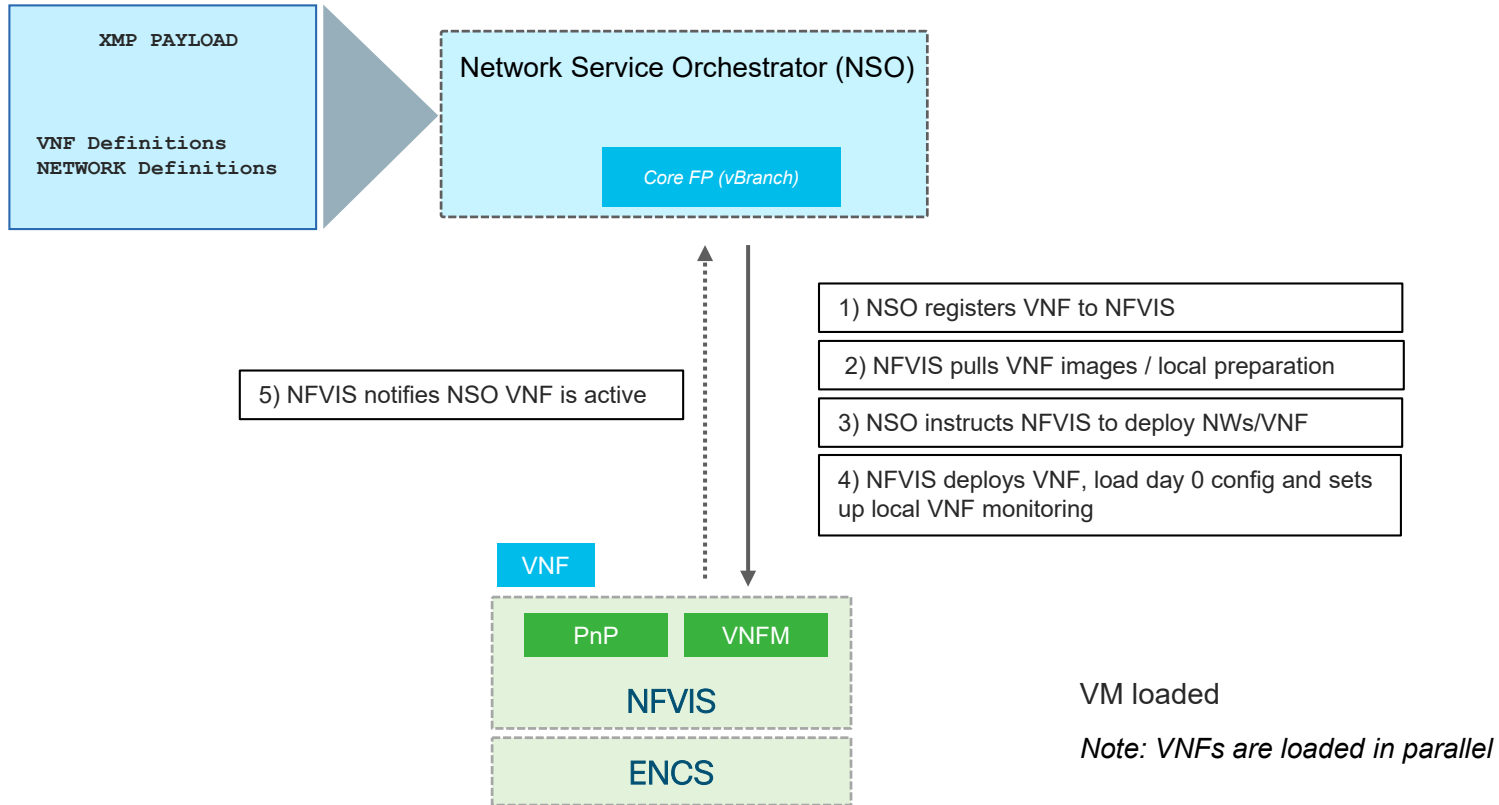 XMP PAYLOAD
VNF Definitions
NETWORK Definitions
Network Service Orchestrator (NSO)
Core FP (vBranch)
1) NSO registers VNF to NFVIS
2) NFVIS pulls VNF images / local preparation
3) NSO instructs NFVIS to deploy NWs/VNF
4) NFVIS deploys VNF, load day 0 config and sets
up local VNF monitoring
5) NFVIS notifies NSO VNF is active
VNF
PnP
VNFM
NFVIS
ENCS
VM loaded
Note: VNFs are loaded in parallel